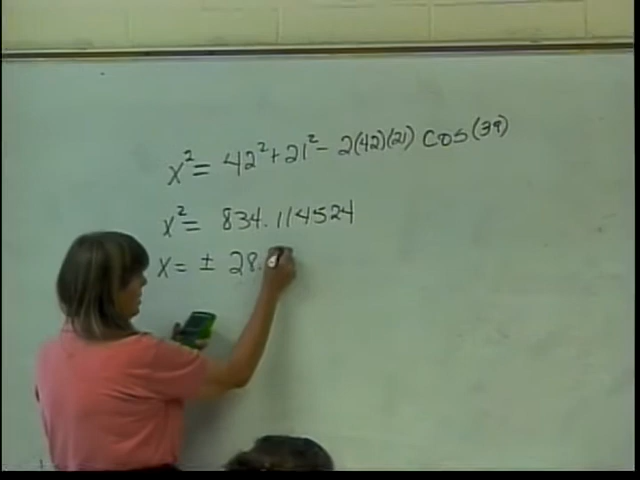 x² = 42² + 21² - 2(42)(21) cos(39)
x² = 834.114524
x = ± 28.